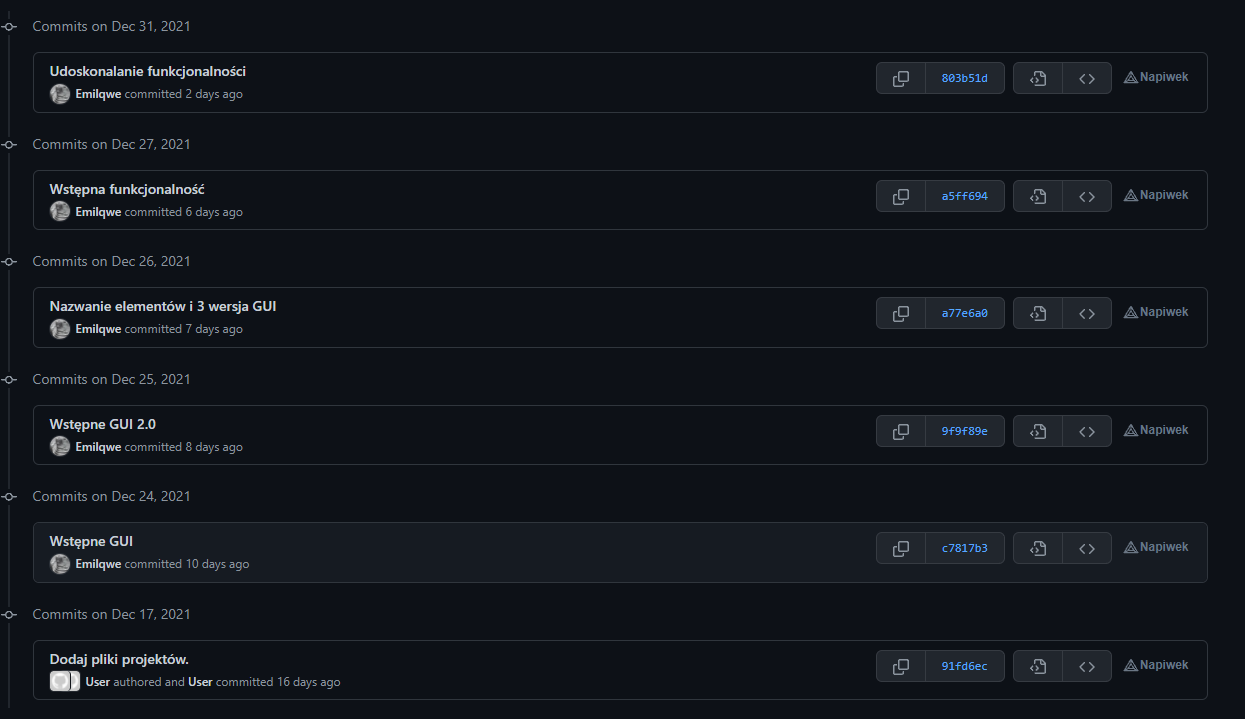 Commits on Dec 31, 2021
Udoskonalanie funkcjonalności
803b51d
Napiwek
Emilqwe committed 2 days ago
Commits on Dec 27, 2021
Wstępna funkcjonalność
a5ff694
Napiwek
Emilqwe committed 6 days ago
Commits on Dec 26, 2021
Nazwanie elementów i 3 wersja GUI
a77e6a0
Napiwek
Emilqwe committed 7 days ago
Commits on Dec 25, 2021
Wstępne GUI 2.0
9f9f89e
Napiwek
Emilqwe committed 8 days ago
Commits on Dec 24, 2021
Wstępne GUI
c7817b3
Napiwek
Emilqwe committed 10 days ago
Commits on Dec 17, 2021
Dodaj pliki projektów.
91fd6ec
Napiwek
User authored and User committed 16 days ago